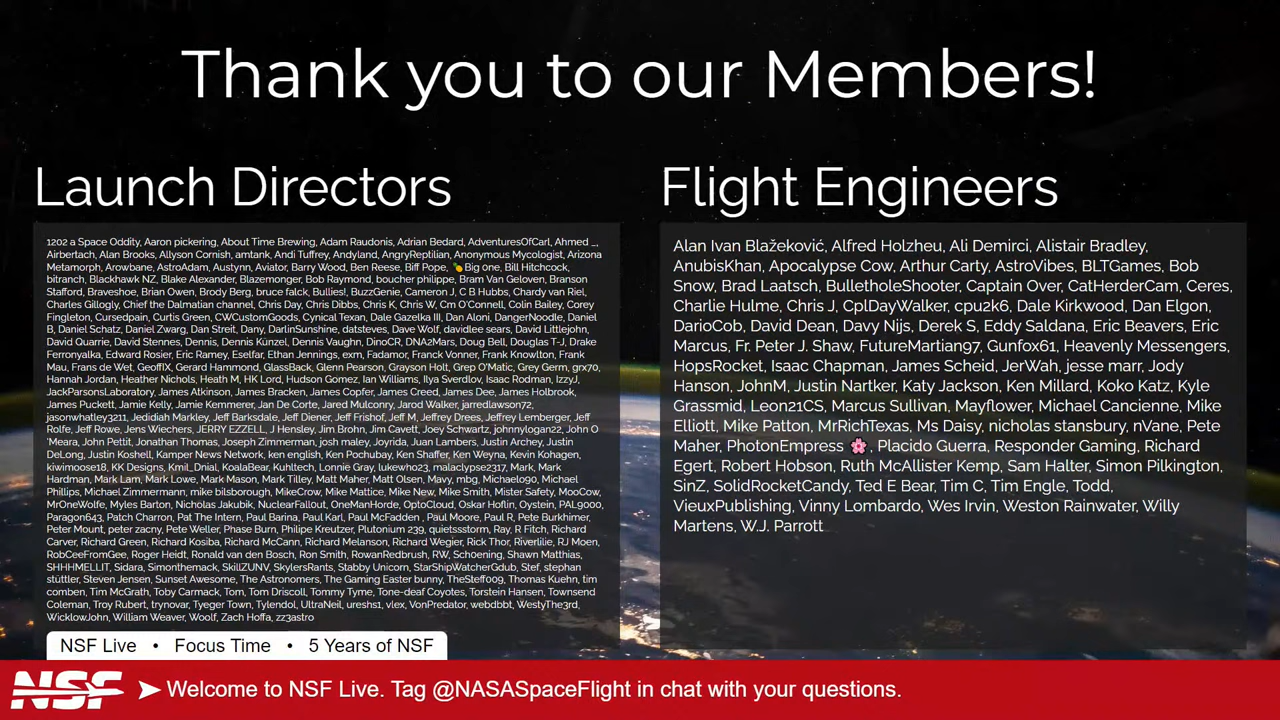 Thank you to our Members!
Launch Directors
1202 a Space Oddity, Aaron pickering, About Time Brewing, Adam Raudonis, Adrian Bedard, AdventuresOfCarl, Ahmed _,
Airbertach, Alan Brooks, Allyson Cornish, amtank, Andi Tuffrey, Andyland, AngryReptilian, Anonymous Mycologist, Arizona
Metamorph, Arowbane, AstroAdam, Austynn, Aviator, Barry Wood, Ben Reese, Biff Pope, 🍍Big one, Bill Hitchcock,
bitranch, Blackhawk NZ, Blake Alexander, Blazemonger, Bob Raymond, boucher philippe, Bram Van Geloven, Branson
Stafford, Braveshoe, Brian Owen, Brody Berg, bruce falck, Bullies!, BuzzGenie, Cameron J, C B Hubbs, Chardy van Riel,
Charles Gillogly, Chief the Dalmatian channel, Chris Day, Chris Dibbs, Chris K, Chris W, Cm O'Connell, Colin Bailey, Corey
Fington, Cursedpain, Curtis Green, CWCustomGoods, Cynical Texan, Dale Gazelka III, Dan Aloni, DangerNoodle, Daniel
B, Daniel Schatz, Daniel Zwarg, Dan Streit, Dany, DarlinSunshine, datsteves, Dave Wolf, davidlee sears, David Littlejohn,
David Quarrie, David Stennes, Dennis, Dennis Künzel, Dennis Vaughn, DinoCR, DNA2Mars, Doug Bell, Douglas T-J, Drake
Ferronyalka, Edward Rosier, Eric Ramey, Eselfar, Ethan Jennings, exm, Fadamor, Franck Vonner, Frank Knowlton, Frank
Mau, Frans de Wet, GeoffIX, Gerard Hammond, GlassBack, Glenn Pearson, Grayson Holt, Grep O'Matic, Grey Germ, grx70,
Hannah Jordan, Heather Nichols, Heath M, HK Lord, Hudson Gomez, Ian Williams, Ilya Sverdlov, Isaac Rodman, IzzyJ,
JackParsonsLaboratory, James Atkinson, James Bracken, James Copfer, James Creed, James Dee, James Holbrook,
James Puckett, Jamie Kelly, Jamie Kemmerer, Jan De Corte, Jared Mulconry, Jarod Walker, jarredlawson72,
jasonwhatley3211, Jedidiah Markley, Jeff Barksdale, Jeff Diener, Jeff Frishof, Jeff M, Jeffrey Drees, Jeffrey Lemberger, Jeff
Rolfe, Jeff Rowe, Jens Wiechers, JERRY EZZELL, J Hensley, Jim Brohn, Jim Cavett, Joey Schwartz, johnnylogan22, John O
'Meara, John Pettit, Jonathan Thomas, Joseph Zimmerman, josh maley, Joyrida, Juan Lambers, Justin Archey, Justin
DeLong, Justin Koshell, Kamper News Network, ken english, Ken Pochubay, Ken Shaffer, Ken Weyna, Kevin Kohagen,
kiwimoose18, KK Designs, Kmil_Dnial, KoalaBear, Kuhltech, Lonnie Gray, lukewho23, malaclypse2317, Mark, Mark
Hardman, Mark Lam, Mark Lowe, Mark Mason, Mark Tilley, Matt Maher, Matt Olsen, Mavy, mbg, Michael090, Michael
Phillips, Michael Zimmermann, mike bilsborough, MikeCrow, Mike Mattice, Mike New, Mike Smith, Mister Safety, MooCow,
MrOneWolfe, Myles Barton, Nicholas Jakubik, NuclearFallout, OneManHorde, OptoCloud, Oskar Hoflin, Oystein, PAL9000,
Paragon643, Patch Charron, Pat The Intern, Paul Barina, Paul Karl, Paul McFadden , Paul Moore, Paul R, Pete Burkhimer,
Peter Mount, peter zacny, Pete Weller, Phase Burn, Philipe Kreutzer, Plutonium 239, quietssstorm, Ray, R Fitch, Richard
Carver, Richard Green, Richard Kosiba, Richard McCann, Richard Melanson, Richard Wegier, Rick Thor, Riverlilie, RJ Moen,
RobCeeFromGee, Roger Heidt, Ronald van den Bosch, Ron Smith, RowanRedbrush, RW, Sch0ening, Shawn Matthias,
SHHHMELLIT, Sidara, Simonthemack, SkillZUNV, SkylersRants, Stabby Unicorn, StarShipWatcherGdub, Stef, stephan
stüttler, Steven Jensen, Sunset Awesome, The Astronomers, The Gaming Easter bunny, TheSteff009, Thomas Kuehn, tim
comben, Tim McGrath, Toby Carmack, Tom, Tom Driscoll, Tommy Tyme, Tone-deaf Coyotes, Torstein Hansen, Townsend
Coleman, Troy Rubert, trynovar, Tyeger Town, Tylendol, UltraNeil, ureshs1, vlex, VonPredator, webdbbt, WestyThe3rd,
WicklowJohn, William Weaver, Woolf, Zach Hoffa, zz3astro
Flight Engineers
Alan Ivan Blažeković, Alfred Holzheu, Ali Demirci, Alistair Bradley,
AnubisKhan, Apocalypse Cow, Arthur Carty, AstroVibes, BLTGames, Bob
Snow, Brad Laatsch, BulletholeShooter, Captain Over, CatHerderCam, Ceres,
Charlie Hulme, Chris J, CplDayWalker, cpu2k6, Dale Kirkwood, Dan Elgon,
DarioCob, David Dean, Davy Nijs, Derek S, Eddy Saldana, Eric Beavers, Eric
Marcus, Fr. Peter J. Shaw, FutureMartian97, Gunfox61, Heavenly Messengers,
HopsRocket, Isaac Chapman, James Scheid, JerWah, jesse marr, Jody
Hanson, JohnM, Justin Nartker, Katy Jackson, Ken Millard, Koko Katz, Kyle
Grassmid, Leon21CS, Marcus Sullivan, Mayflower, Michael Cancienne, Mike
Elliott, Mike Patton, MrRichTexas, Ms Daisy, nicholas stansbury, nVane, Pete
Maher, PhotonEmpress 🌸, Placido Guerra, Responder Gaming, Richard
Egert, Robert Hobson, Ruth McAllister Kemp, Sam Halter, Simon Pilkington,
SinZ, SolidRocketCandy, Ted E Bear, Tim C, Tim Engle, Todd,
VieuxPublishing, Vinny Lombardo, Wes Irvin, Weston Rainwater, Willy
Martens, W.J. Parrott
NSF Live • Focus Time • 5 Years of NSF
NSF ➤ Welcome to NSF Live. Tag @NASASpaceFlight in chat with your questions.